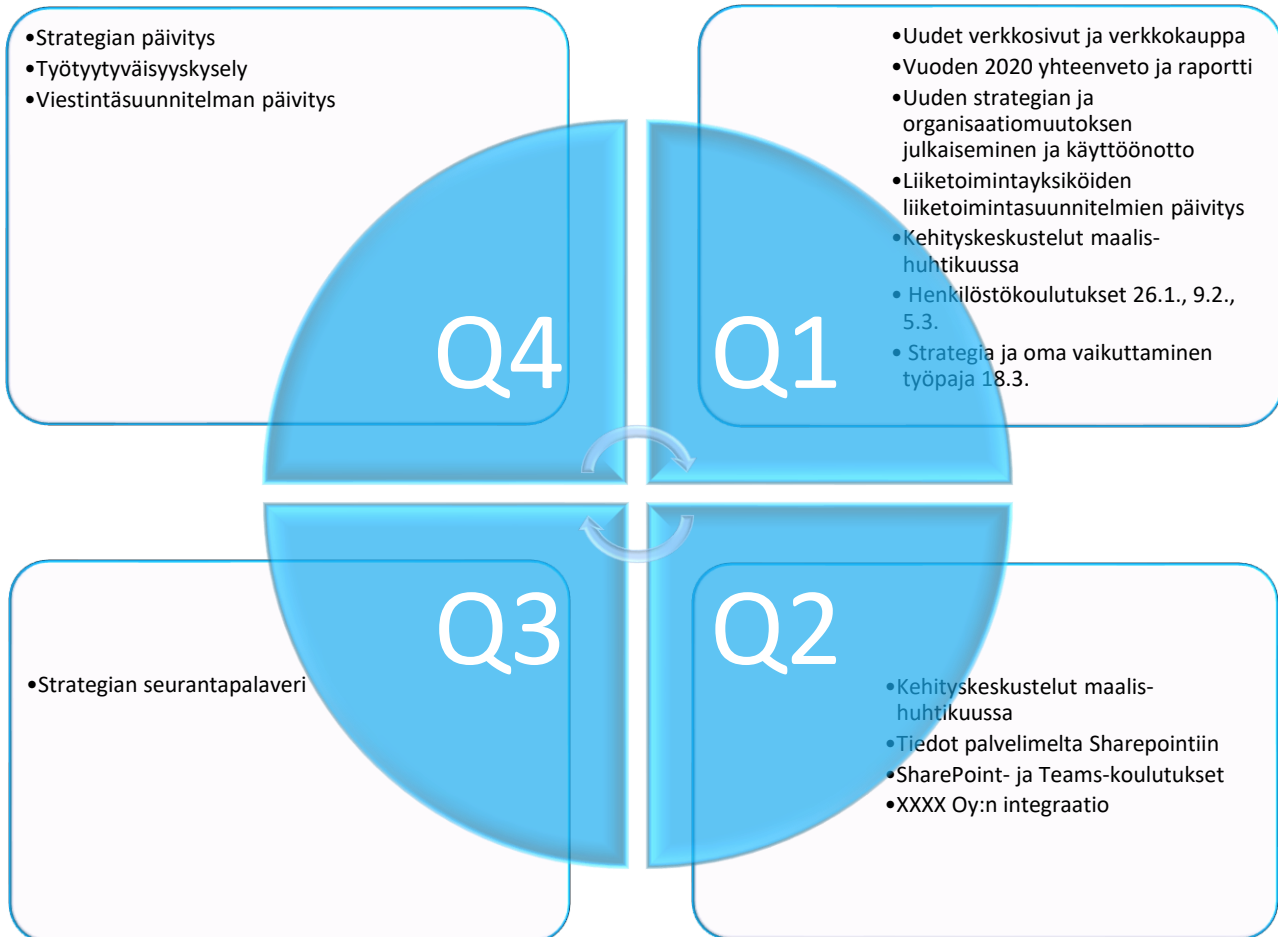 •Strategian päivitys
•Työtyytyväisyyskysely
•Viestintäsuunnitelman päivitys
•Uudet verkkosivut ja verkkokauppa
•Vuoden 2020 yhteenveto ja raportti
•Uuden strategian ja
organisaatiomuutoksen
julkaiseminen ja käyttöönotto
•Liiketoimintayksiköiden
liiketoimintasuunnitelmien päivitys
•Kehityskeskustelut maalis-
huhtikuussa
• Henkilöstökoulutukset 26.1., 9.2.,
5.3.
• Strategia ja oma vaikuttaminen
työpaja 18.3.
Q4
Q1
Q3
Q2
•Strategian seurantapalaveri
•Kehityskeskustelut maalis-
huhtikuussa
•Tiedot palvelimelta Sharepointiin
•SharePoint- ja Teams-koulutukset
•XXXX Oy:n integraatio